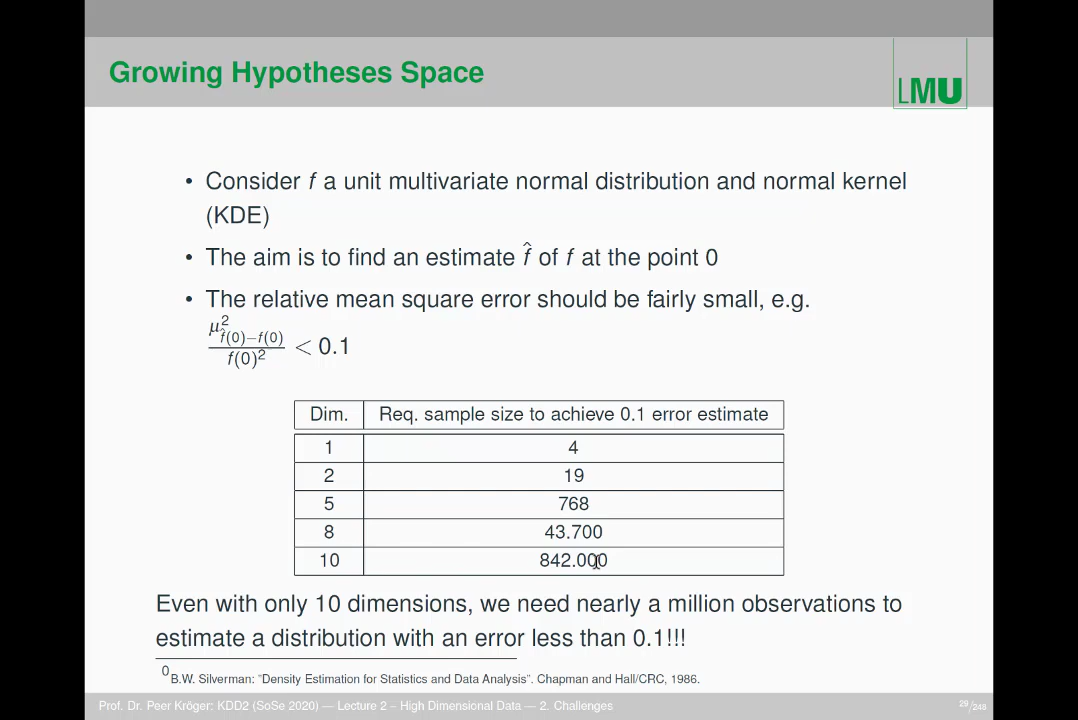 Growing Hypotheses Space
LMU
• Consider f a unit multivariate normal distribution and normal kernel
(KDE)
• The aim is to find an estimate f̂ of f at the point 0
• The relative mean square error should be fairly small, e.g.
μ²_f̂(0)−f(0) / f(0)² < 0.1
Dim. Req. sample size to achieve 0.1 error estimate
1 4
2 19
5 768
8 43.700
10 842.000
Even with only 10 dimensions, we need nearly a million observations to
estimate a distribution with an error less than 0.1!!!
0 B.W. Silverman: "Density Estimation for Statistics and Data Analysis". Chapman and Hall/CRC, 1986.
Prof. Dr. Peer Kröger: KDD2 (SoSe 2020) — Lecture 2 – High Dimensional Data — 2. Challenges 29/248